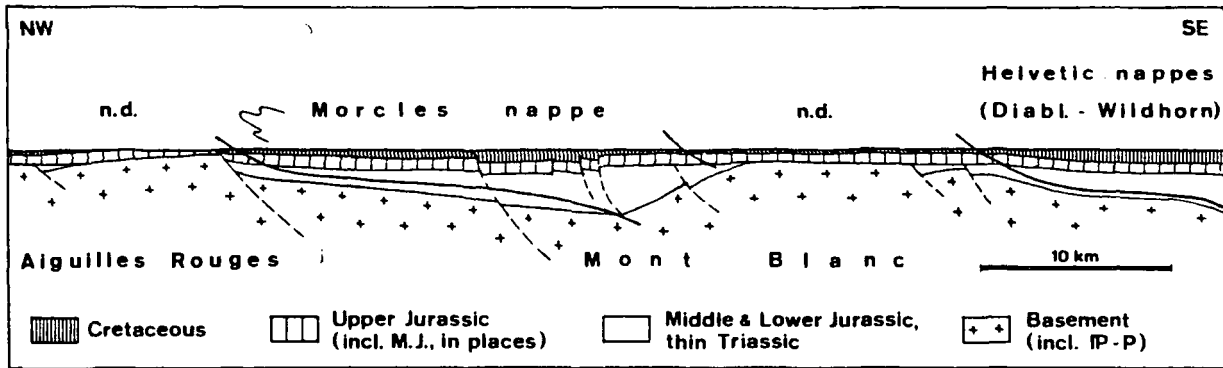 NW
SE
Helvetic nappes
(Diabl. - Wildhorn)
n.d.
Morcles nappe
n.d.
Aiguilles Rouges
Mont Blanc
10 km
Cretaceous
Upper Jurassic
(incl. M.J., in places)
Middle & Lower Jurassic,
thin Triassic
Basement
(incl. IP-P)